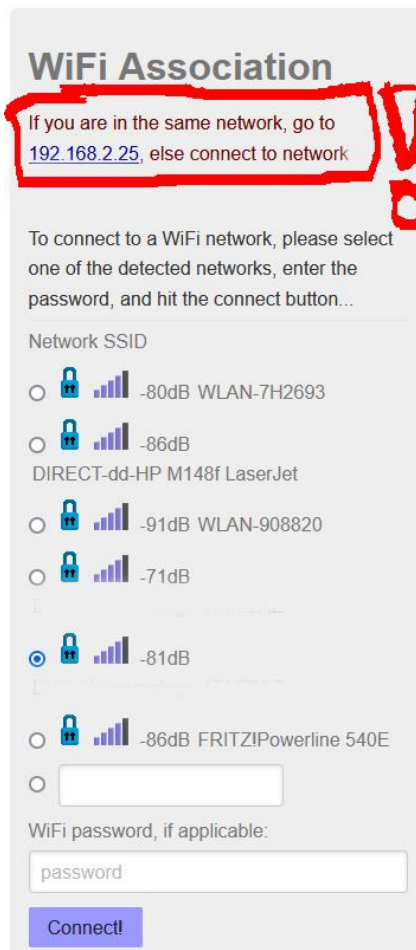 WiFi Association
If you are in the same network, go to
192.168.2.25, else connect to network
To connect to a WiFi network, please select
one of the detected networks, enter the
password, and hit the connect button...
Network SSID
-80dB WLAN-7H2693
-86dB
DIRECT-dd-HP M148f LaserJet
-91dB WLAN-908820
-71dB
-81dB
-86dB FRITZ!Powerline 540E
WiFi password, if applicable:
password
Connect!